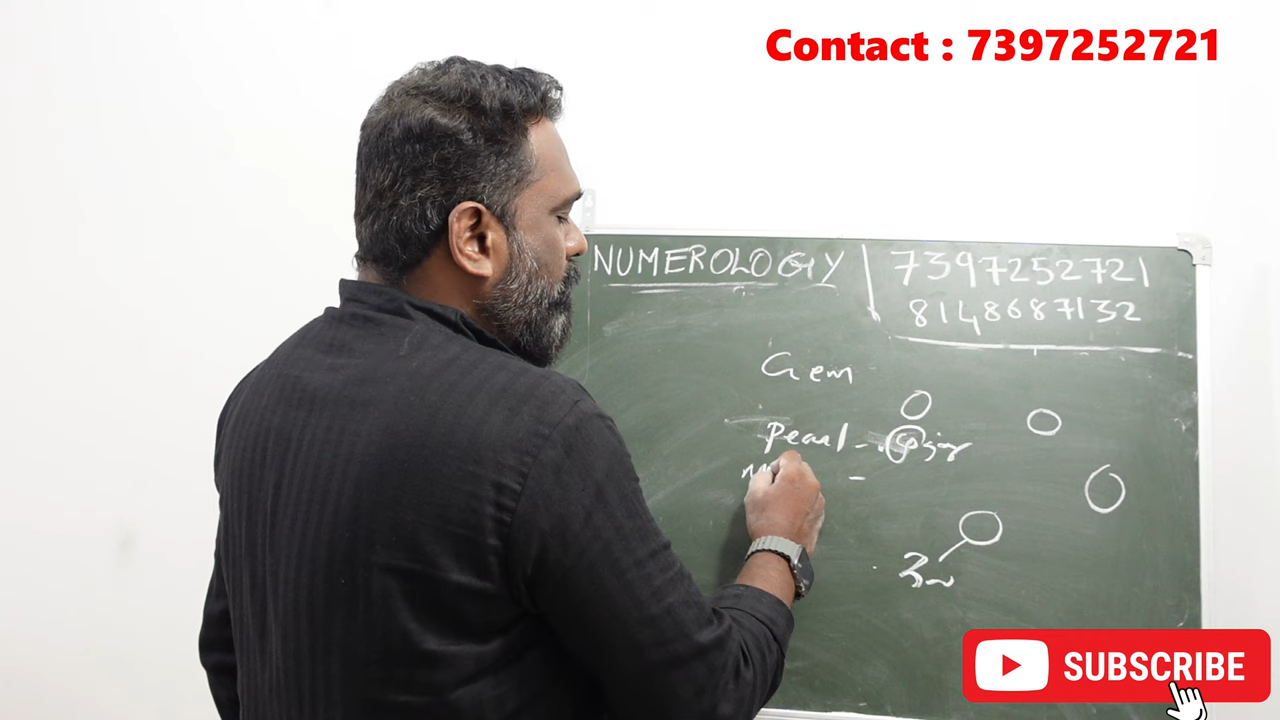 Contact : 7397252721
NUMEROLOGY 7397252721
8148687132
Gem
Pearl -
SUBSCRIBE